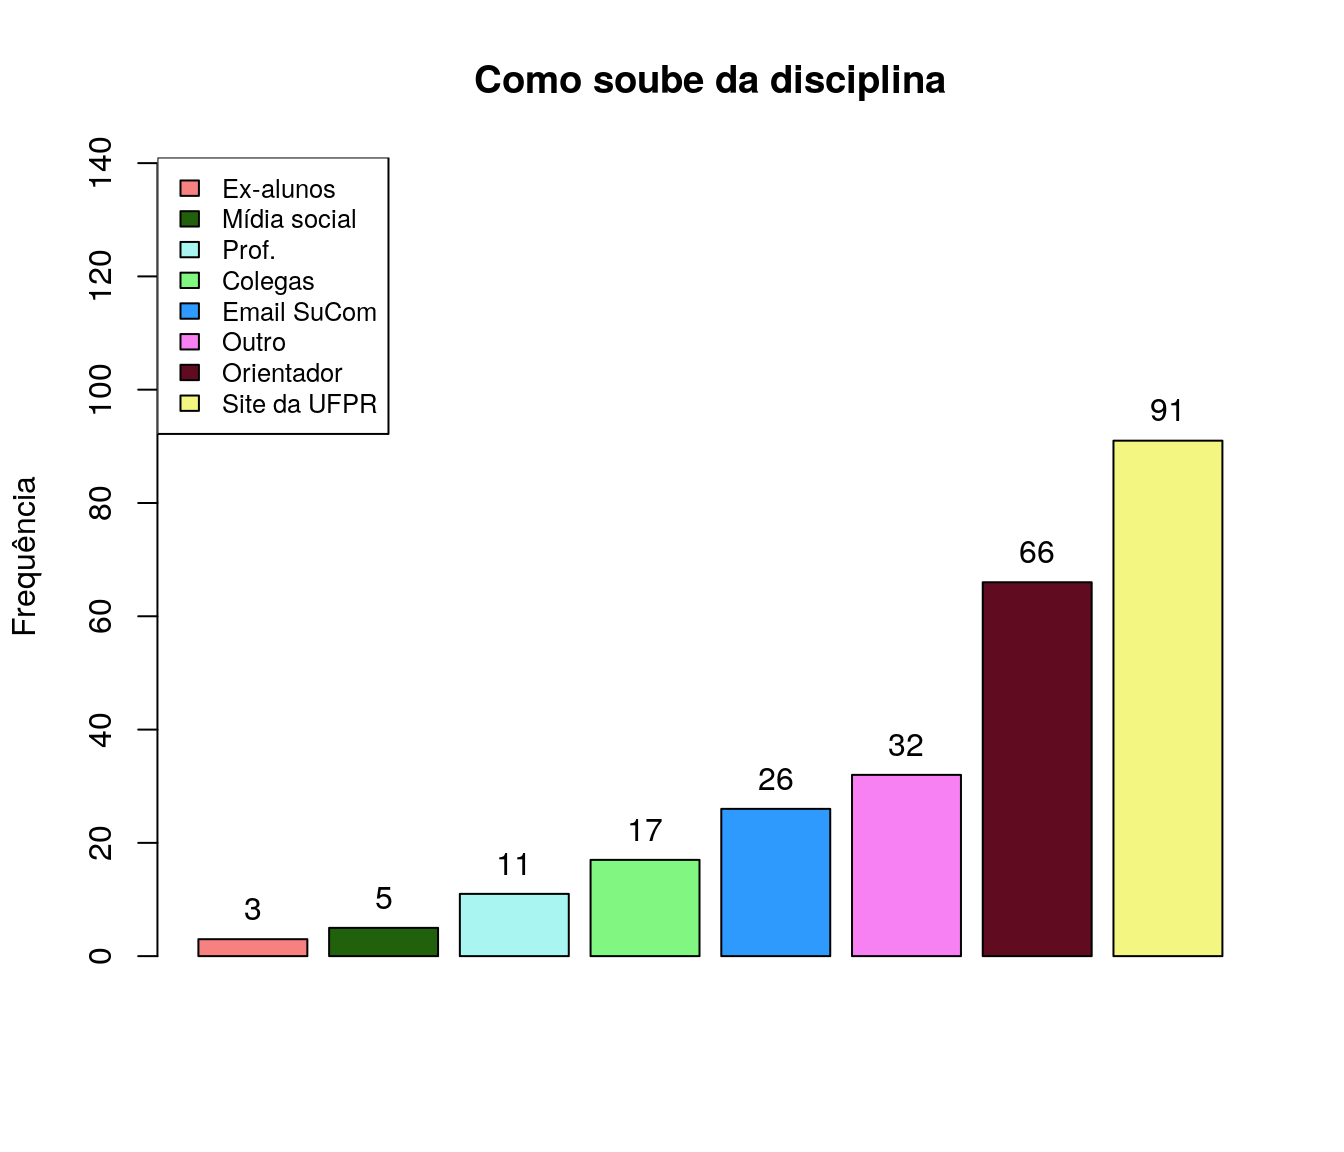 Como soube da disciplina
Frequência
140
120
100
80
60
40
20
0
Ex-alunos
Mídia social
Prof.
Colegas
Email SuCom
Outro
Orientador
Site da UFPR
3
5
11
17
26
32
66
91